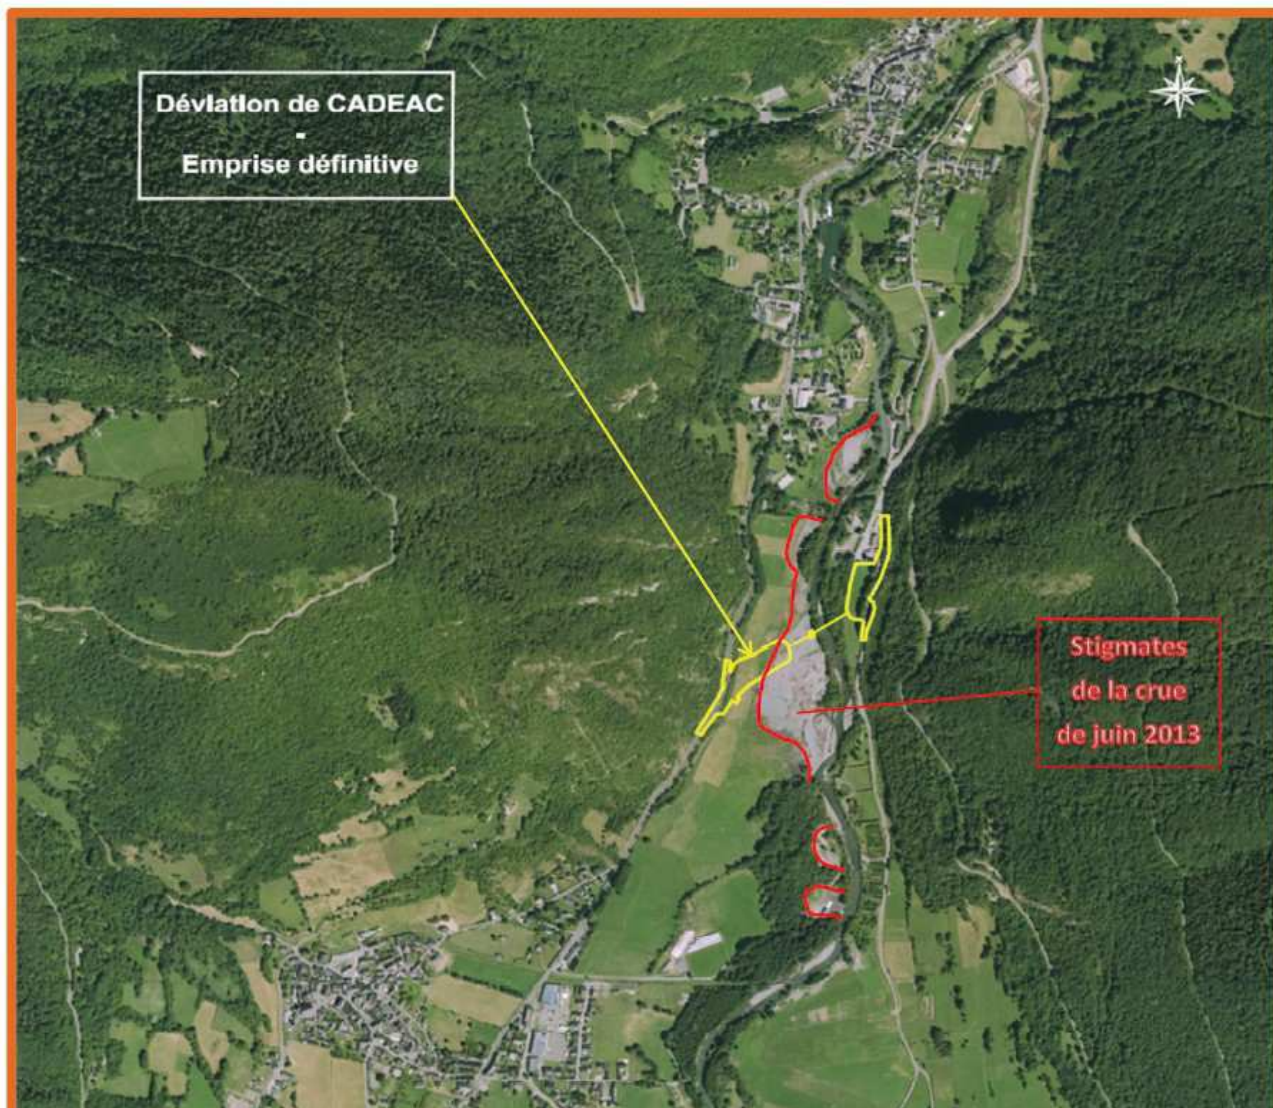 Déviation de CADEAC
-
Emprise définitive
N
Stigmates
de la crue
de juin 2013